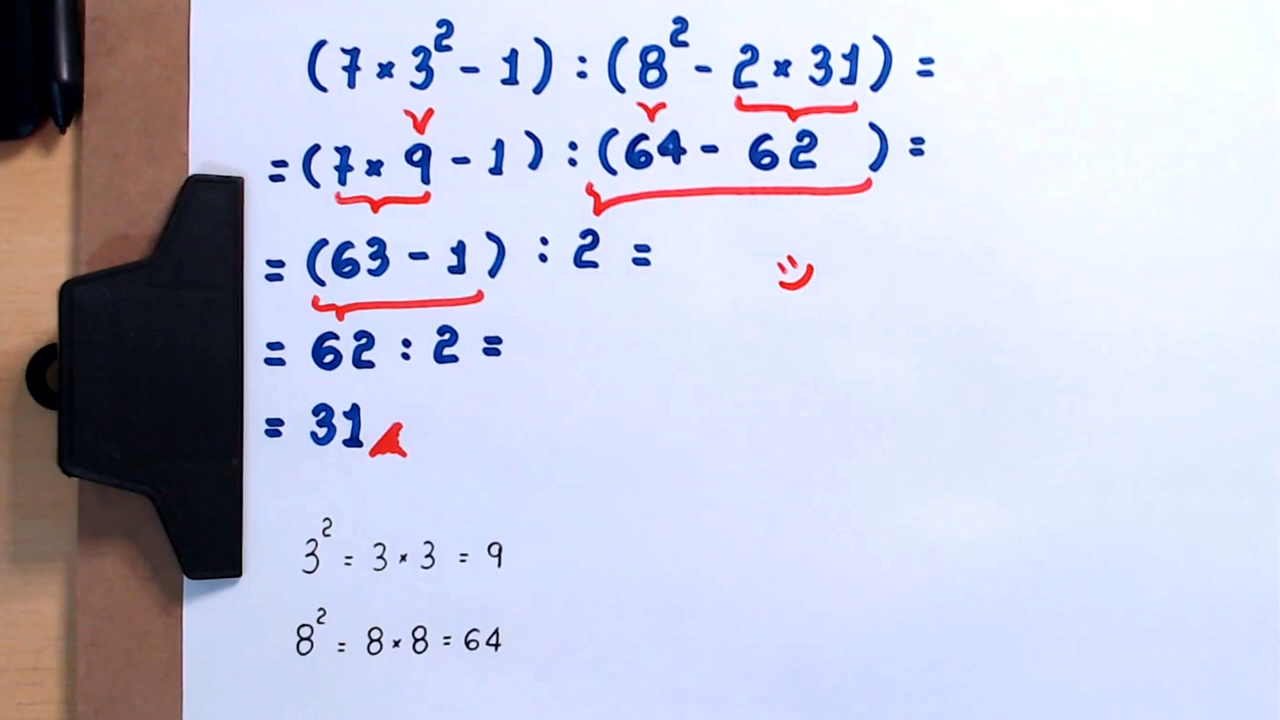 (7 × 3² - 1) : (8² - 2 × 31) =
= (7 × 9 - 1) : (64 - 62 ) =
= (63 - 1) : 2 =
= 62 : 2 =
= 31
3² = 3 × 3 = 9
8² = 8 × 8 = 64